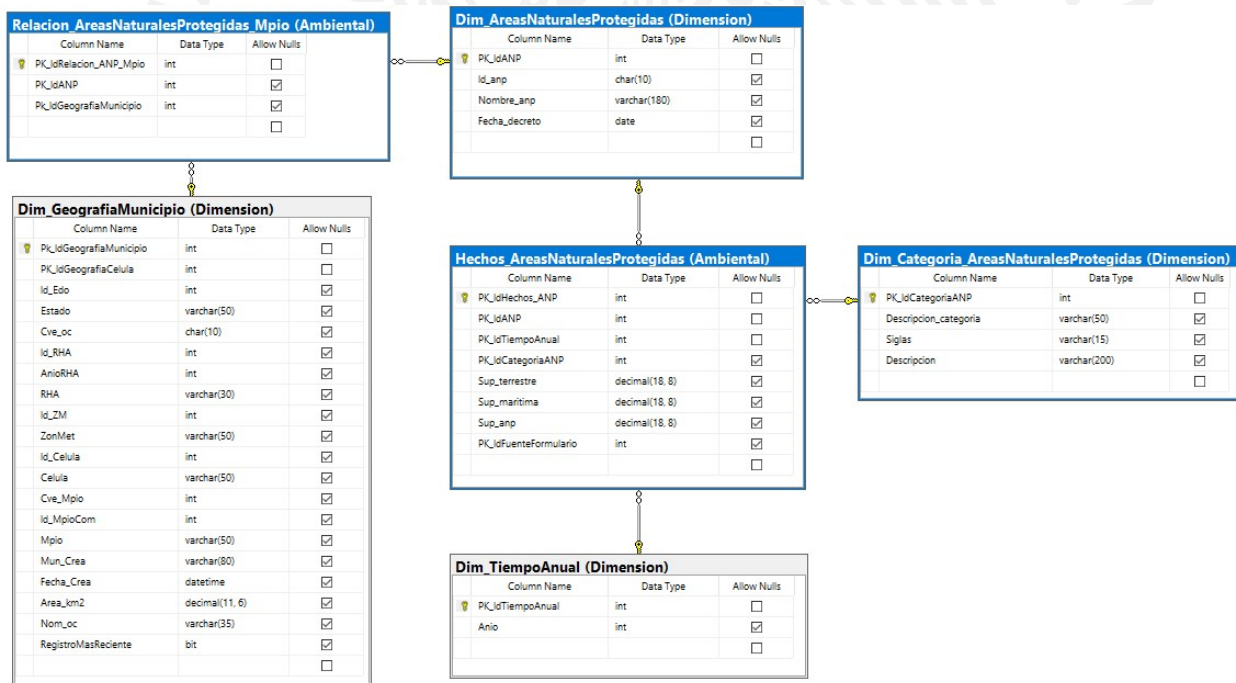 Relacion_AreasNaturalesProtegidas_Mpio (Ambiental)
Column Name Data Type Allow Nulls
PK_IdRelacion_ANP_Mpio int
PK_IdANP int
Pk_IdGeografiaMunicipio int
Dim_AreasNaturalesProtegidas (Dimension)
Column Name Data Type Allow Nulls
PK_IdANP int
Id_anp char(10)
Nombre_anp varchar(180)
Fecha_decreto date
Dim_GeografiaMunicipio (Dimension)
Column Name Data Type Allow Nulls
Pk_IdGeografiaMunicipio int
PK_IdGeografiaCelula int
Id_Edo int
Estado varchar(50)
Cve_oc char(10)
Id_RHA int
AnioRHA int
RHA varchar(30)
Id_ZM int
ZonMet varchar(50)
Id_Celula int
Celula varchar(50)
Cve_Mpio int
Id_MpioCom int
Mpio varchar(50)
Mun_Crea varchar(80)
Fecha_Crea datetime
Area_km2 decimal(11, 6)
Nom_oc varchar(35)
RegistroMasReciente bit
Hechos_AreasNaturalesProtegidas (Ambiental)
Column Name Data Type Allow Nulls
PK_IdHechos_ANP int
PK_IdANP int
PK_IdTiempoAnual int
PK_IdCategoriaANP int
Sup_terrestre decimal(18, 8)
Sup_maritima decimal(18, 8)
Sup_anp decimal(18, 8)
PK_IdFuenteFormulario int
Dim_Categoria_AreasNaturalesProtegidas (Dimension)
Column Name Data Type Allow Nulls
PK_IdCategoriaANP int
Descripcion_categoria varchar(50)
Siglas varchar(15)
Descripcion varchar(200)
Dim_TiempoAnual (Dimension)
Column Name Data Type Allow Nulls
PK_IdTiempoAnual int
Anio int